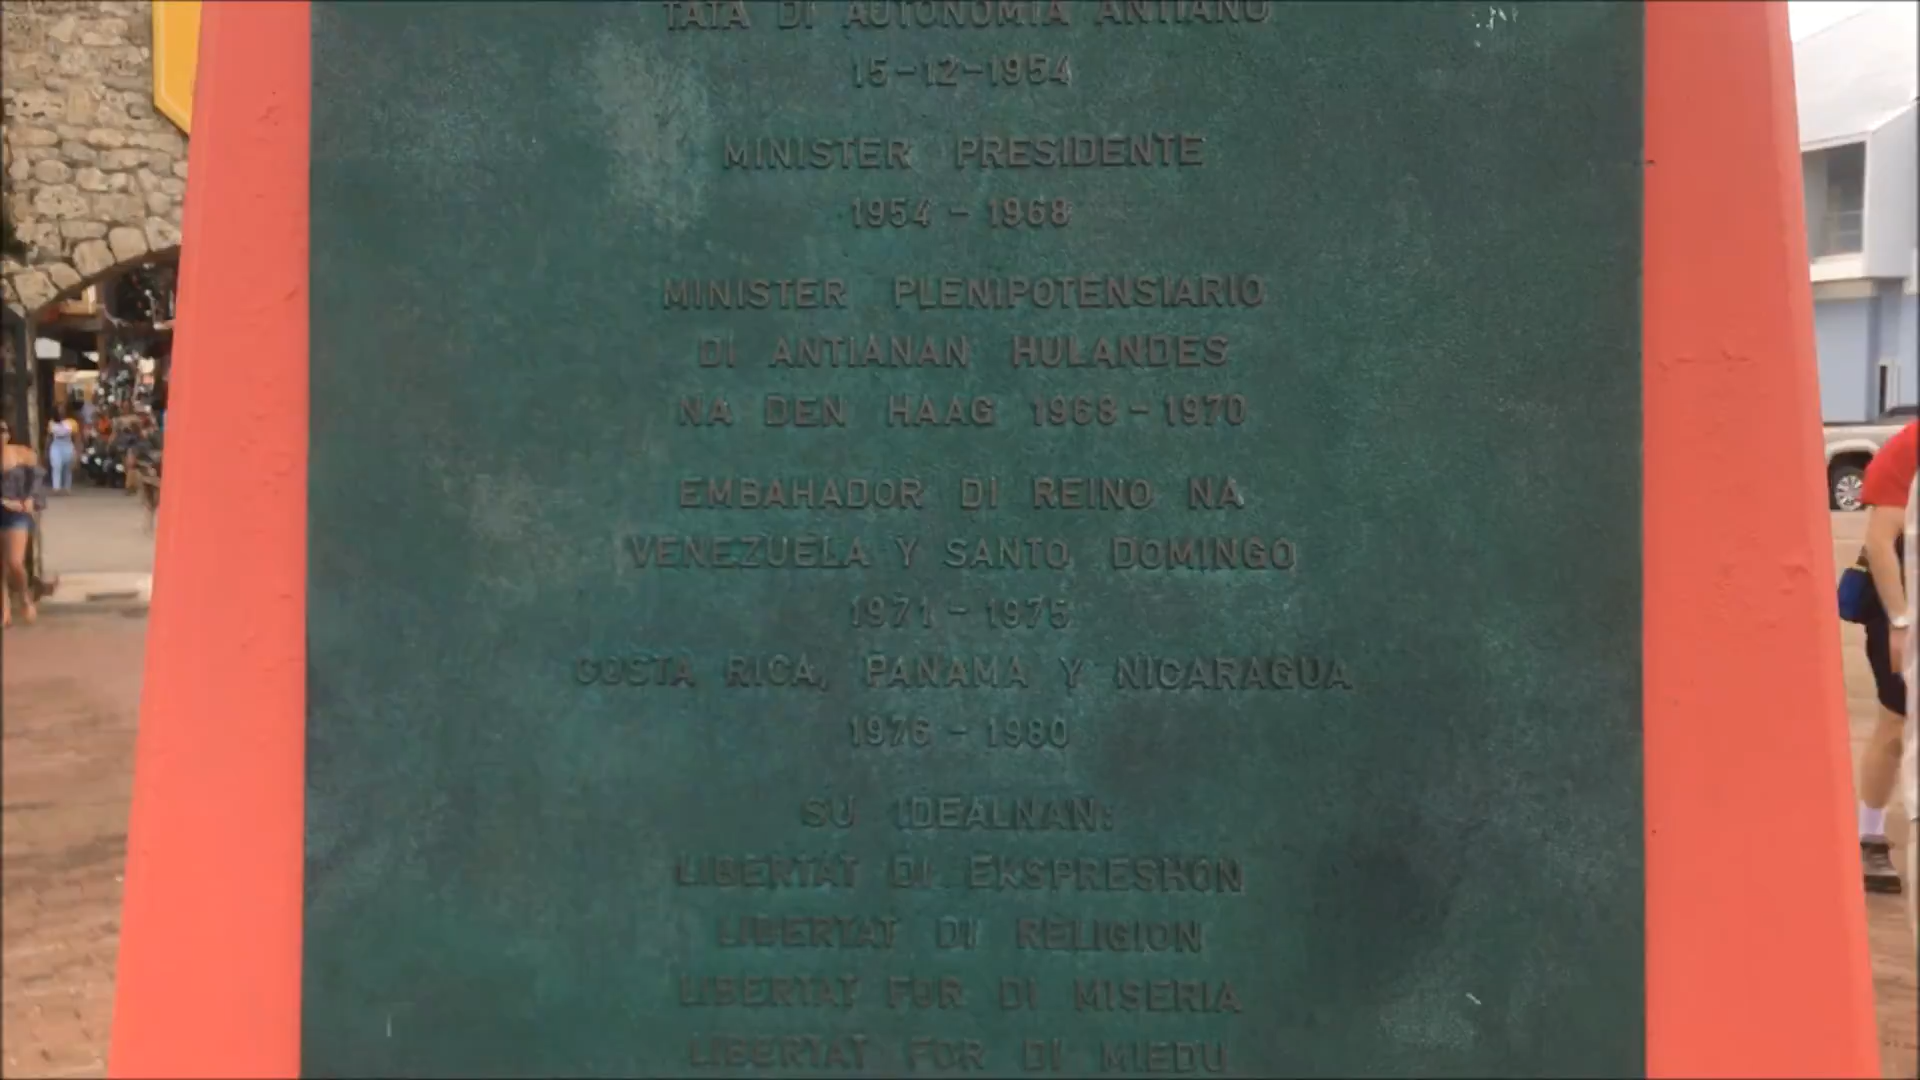 TATA DI AUTONOMIA ANTIANO
15-12-1954
MINISTER PRESIDENTE
1954 - 1968
MINISTER PLENIPOTENSIARIO
DI ANTIANAN HULANDES
NA DEN HAAG 1968 - 1970
EMBAHADOR DI REINO NA
VENEZUELA Y SANTO DOMINGO
1971 - 1975
COSTA RICA, PANAMA Y NICARAGUA
1976 - 1980
SU IDEALNAN:
LIBERTAT DI EKSPRESHON
LIBERTAT DI RELIGION
LIBERTAT FOR DI MISERIA
LIBERTAT FOR DI MIEDU